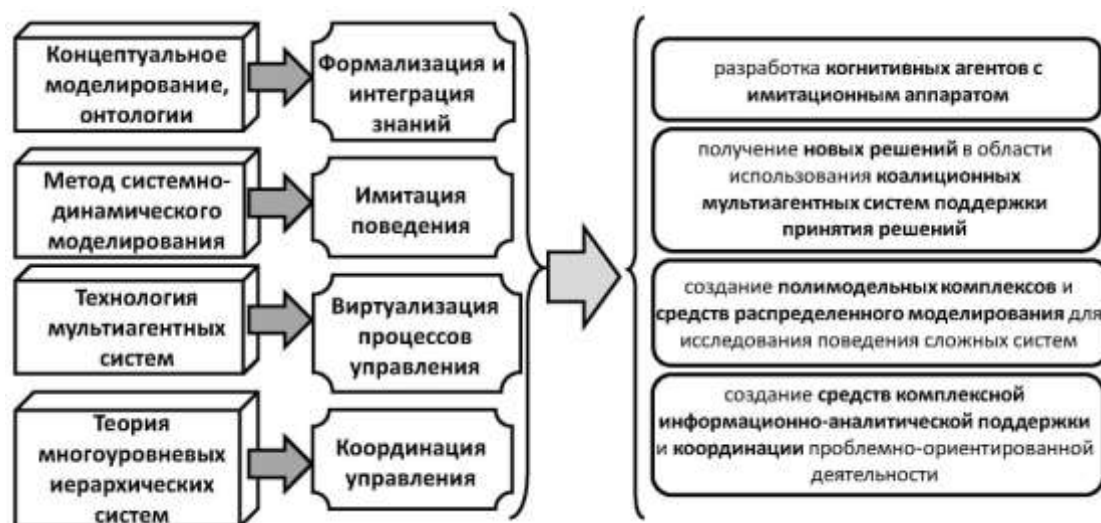 Концептуальное
моделирование,
онтологии
Формализация и
интеграция
знаний
Метод системно-
динамического
моделирования
Имитация
поведения
Технология
мультиагентных
систем
Виртуализация
процессов
управления
Теория
многоуровневых
иерархических
систем
Координация
управления
разработка когнитивных агентов с
имитационным аппаратом
получение новых решений в области
использования коалиционных
мультиагентных систем поддержки
принятия решений
создание полимодельных комплексов и
средств распределенного моделирования для
исследования поведения сложных систем
создание средств комплексной
информационно-аналитической поддержки
и координации проблемно-ориентированной
деятельности